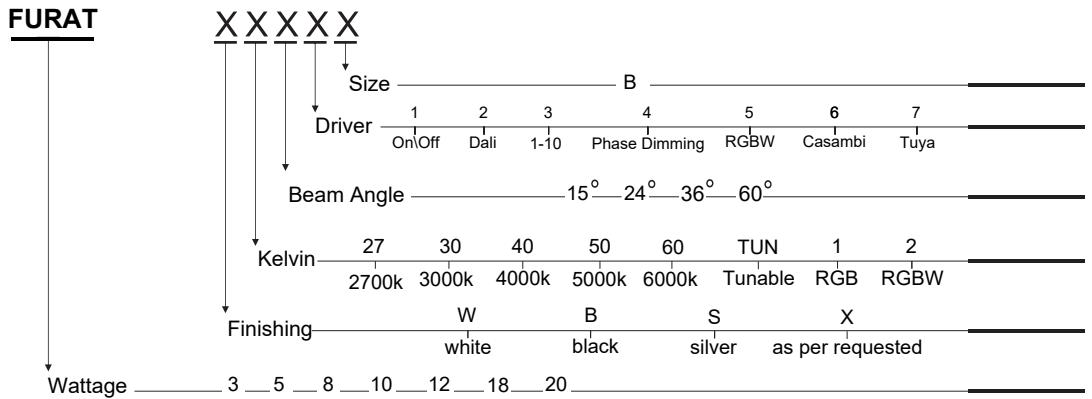 FURAT X X X X X
Size B
1 2 3 4 5 6 7
Driver
On\Off Dali 1-10 Phase Dimming RGBW Casambi Tuya
Beam Angle 15° 24° 36° 60°
27 30 40 50 60 TUN 1 2
Kelvin
2700k 3000k 4000k 5000k 6000k Tunable RGB RGBW
W B S X
Finishing
white black silver as per requested
Wattage 3 5 8 10 12 18 20